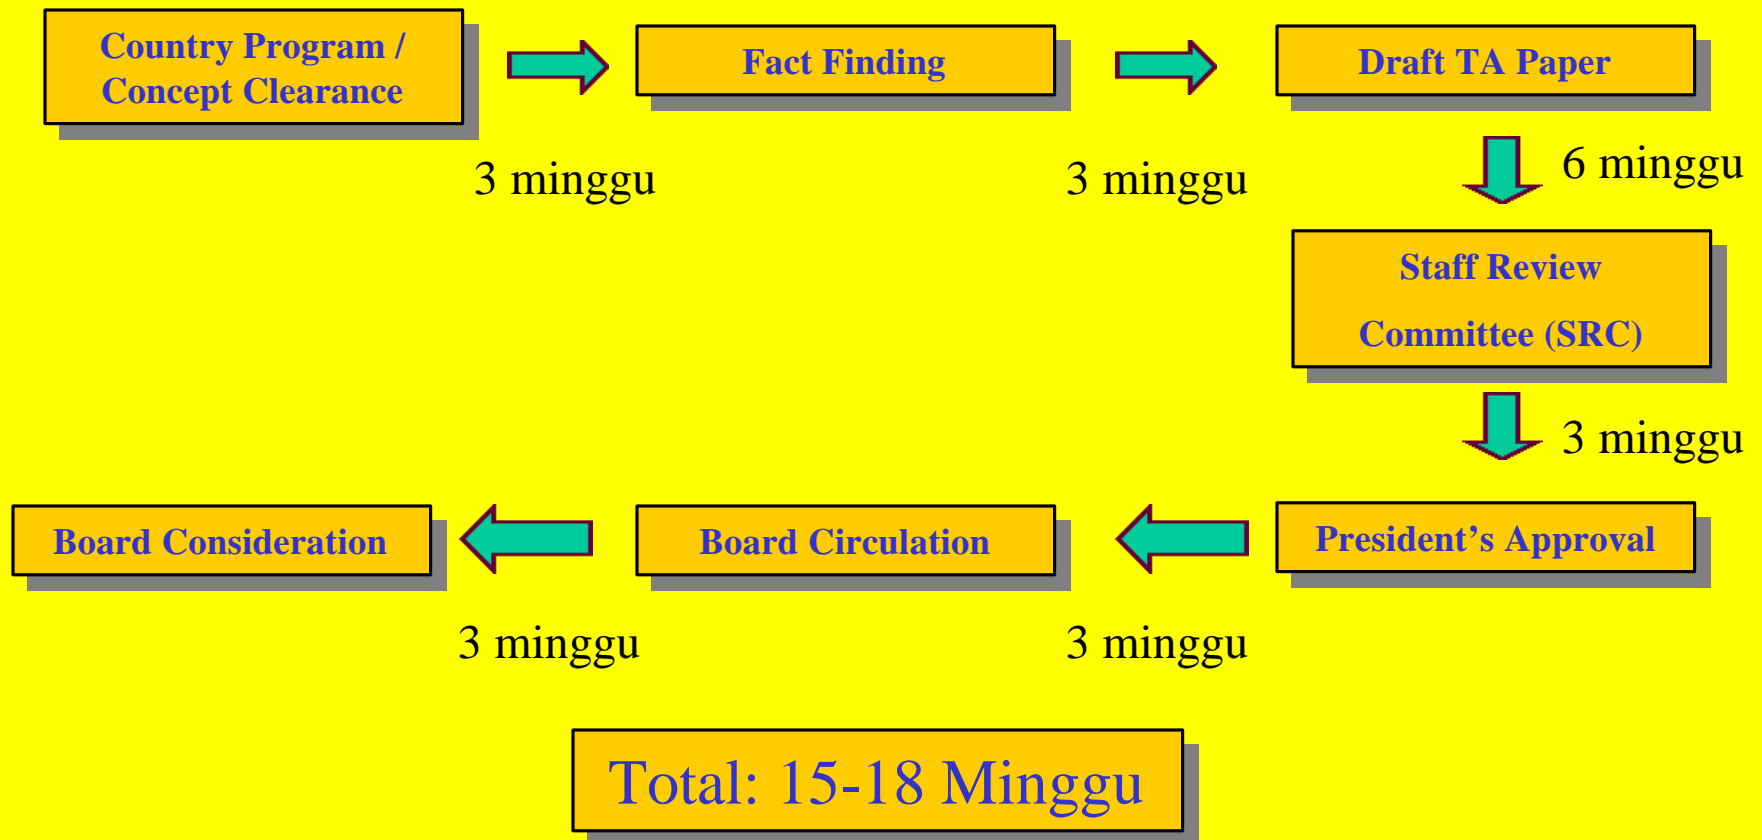 Country Program /
Concept Clearance
Fact Finding
Draft TA Paper
3 minggu
3 minggu
6 minggu
Staff Review
Committee (SRC)
3 minggu
President’s Approval
Board Circulation
Board Consideration
3 minggu
3 minggu
Total: 15-18 Minggu